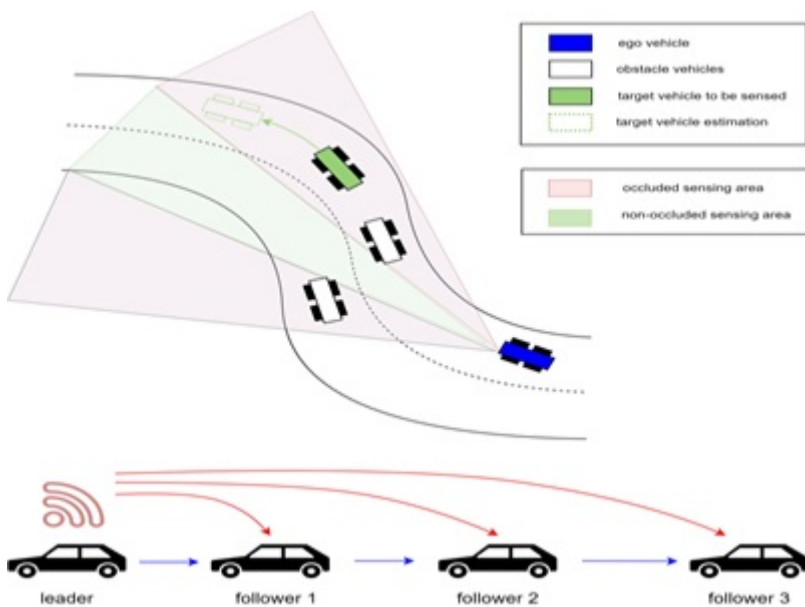 ego vehicle
obstacle vehicles
target vehicle to be sensed
target vehicle estimation
occluded sensing area
non-occluded sensing area
leader
follower 1
follower 2
follower 3